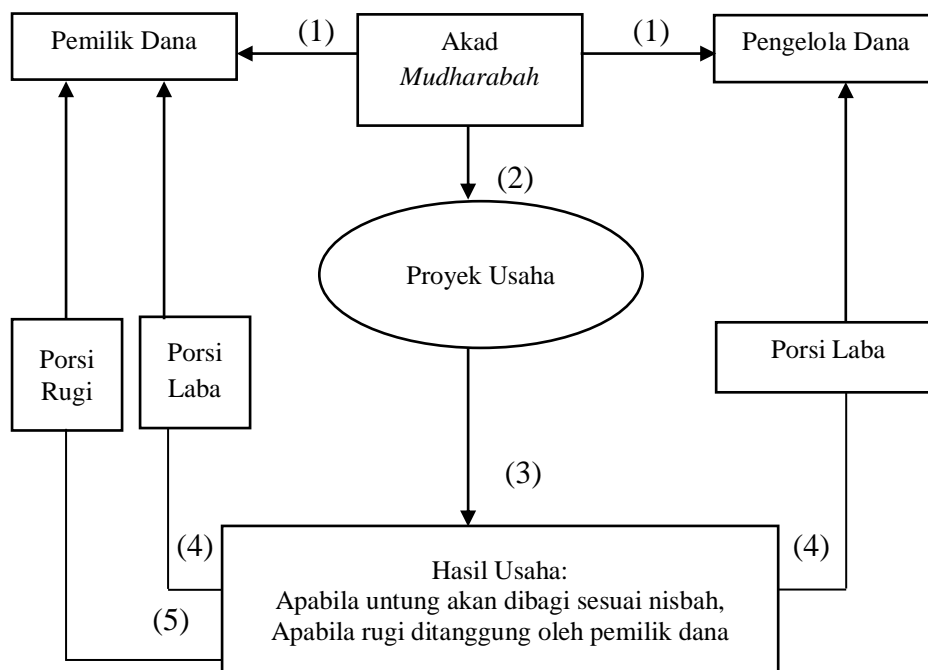 Pemilik Dana
(1)
Akad
Mudharabah
(1)
Pengelola Dana
(2)
Proyek Usaha
Porsi
Rugi
Porsi
Laba
Porsi Laba
(3)
(4)
(4)
(5)
Hasil Usaha:
Apabila untung akan dibagi sesuai nisbah,
Apabila rugi ditanggung oleh pemilik dana